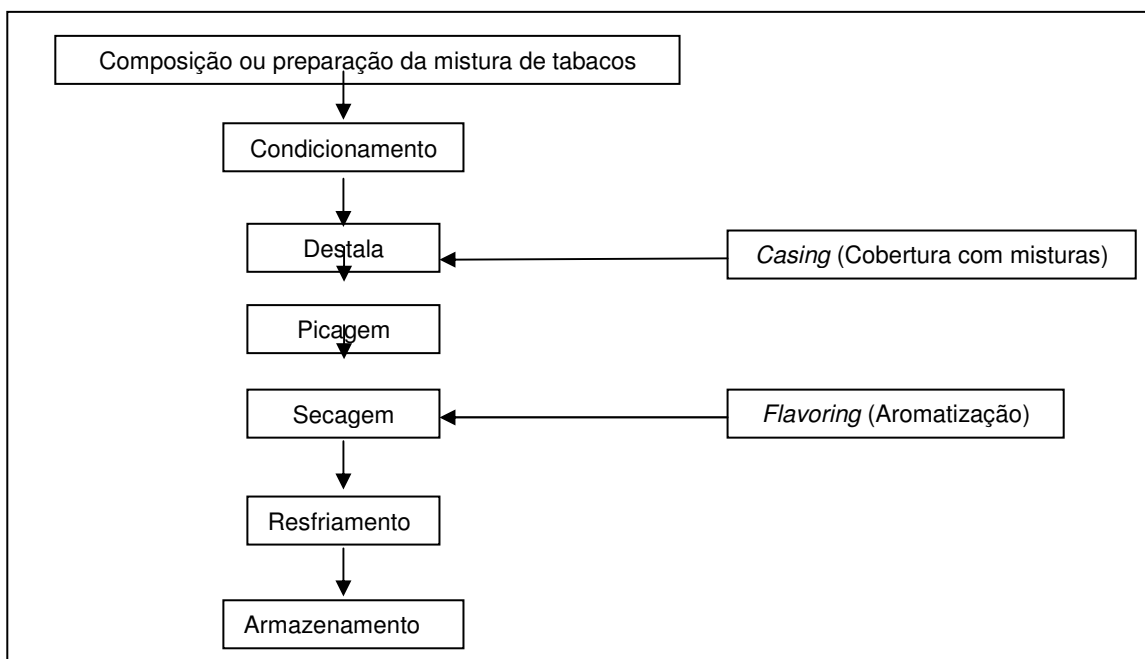 Composição ou preparação da mistura de tabacos
Condicionamento
Destala
Casing (Cobertura com misturas)
Picagem
Secagem
Flavoring (Aromatização)
Resfriamento
Armazenamento